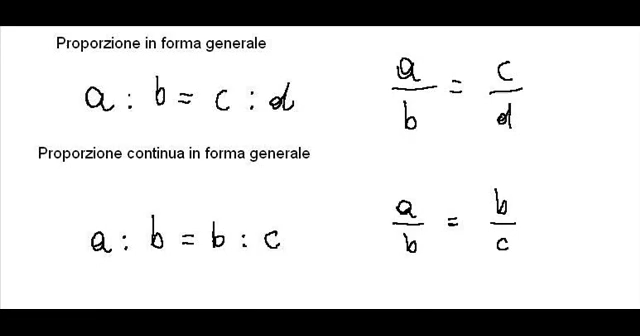 Proporzione in forma generale
a : b = c : d
a/b = c/d
Proporzione continua in forma generale
a : b = b : c
a/b = b/c